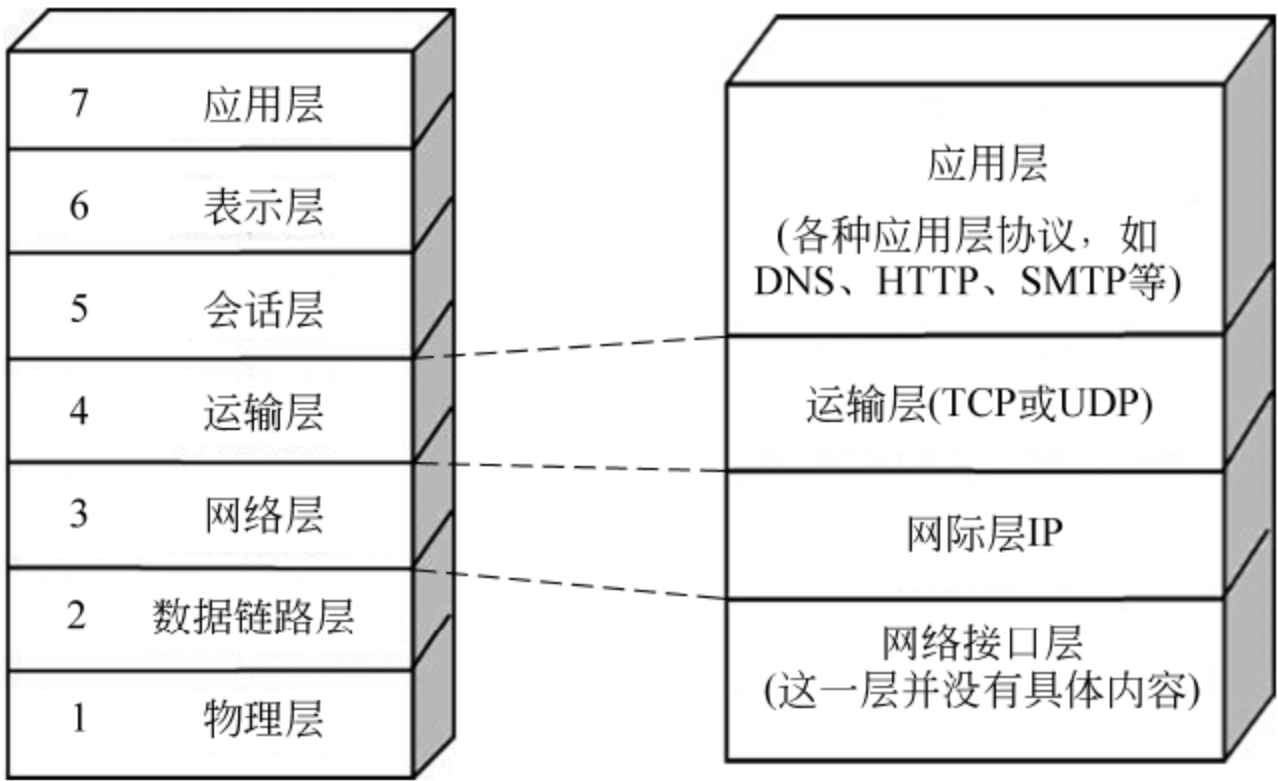 7 应用层
6 表示层
5 会话层
4 运输层
3 网络层
2 数据链路层
1 物理层
应用层
(各种应用层协议，如
DNS、HTTP、SMTP等)
运输层(TCP或UDP)
网际层IP
网络接口层
(这一层并没有具体内容)